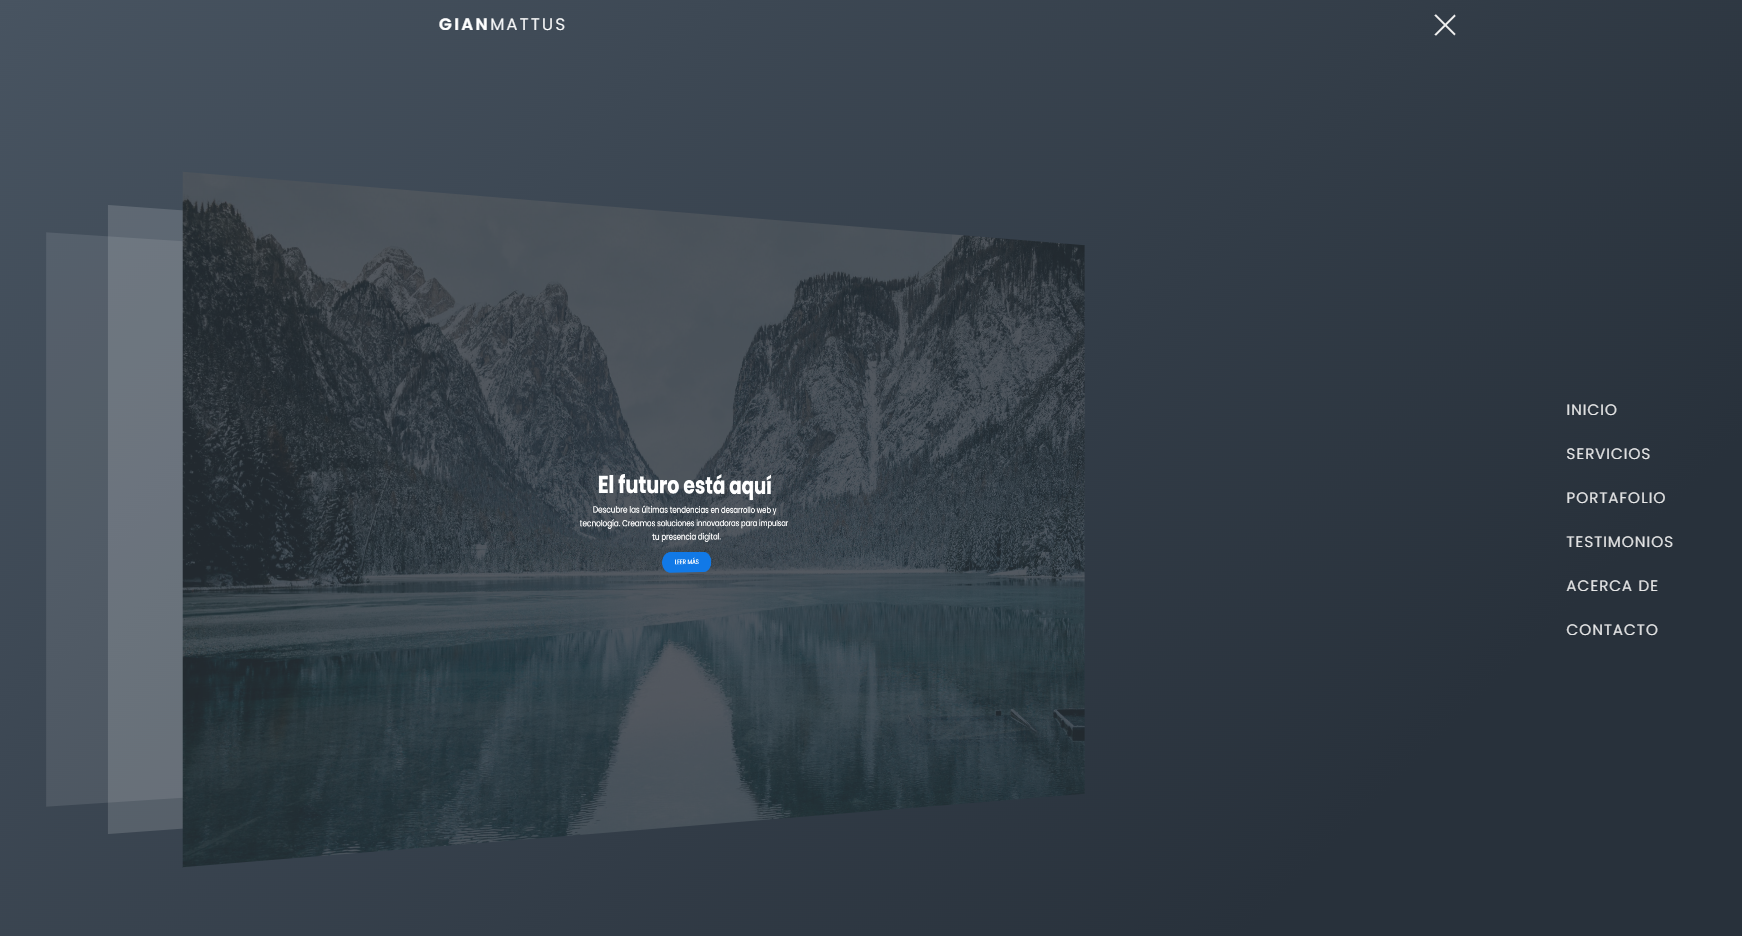 GIANMATTUS
El futuro está aquí
Descubre las últimas tendencias en desarrollo web y
tecnología. Creamos soluciones innovadoras para impulsar
tu presencia digital.
LEER MÁS
INICIO
SERVICIOS
PORTAFOLIO
TESTIMONIOS
ACERCA DE
CONTACTO